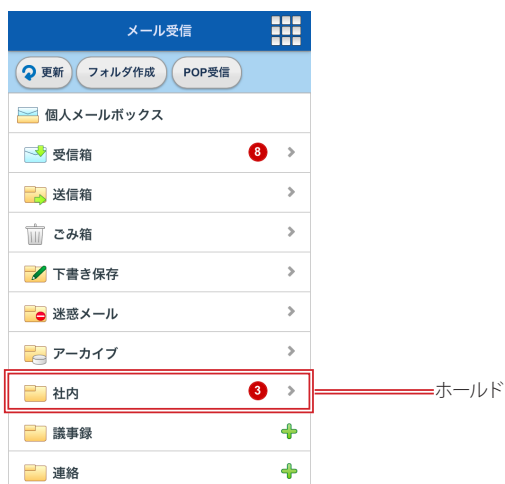 メール受信
更新 フォルダ作成 POP受信
個人メールボックス
受信箱 8
送信箱
ごみ箱
下書き保存
迷惑メール
アーカイブ
社内 3
ホールド
議事録
連絡